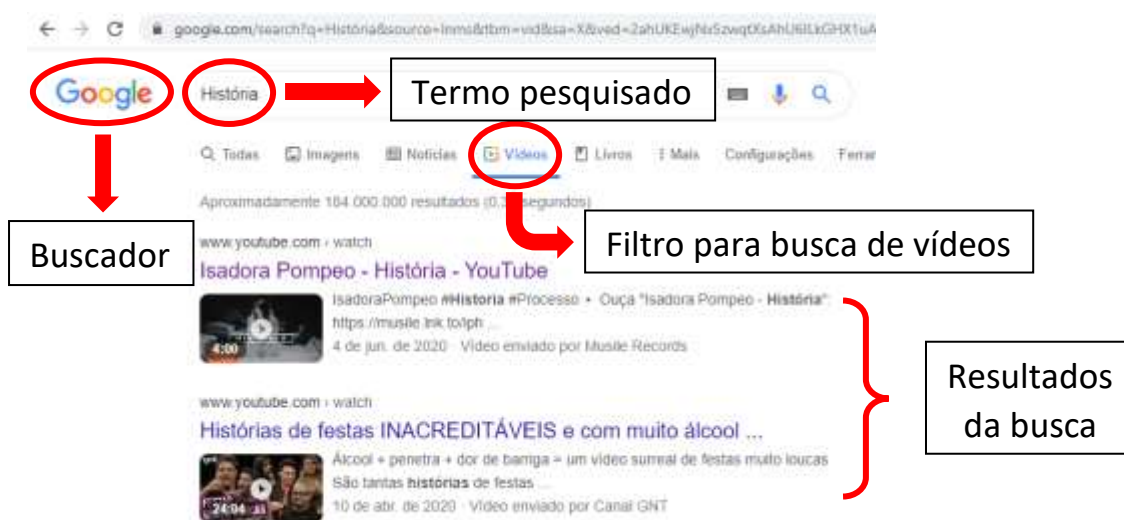 google.com/search?q=História&source=lnms&tbm=vid&sa=X&ved=
Google História Termo pesquisado
Todas Imagens Notícias Vídeos Livros Mais Configurações Ferrar
Aproximadamente 184.000.000 resultados (0, segundos)
Buscador
Filtro para busca de vídeos
www.youtube.com › watch
Isadora Pompeo - História - YouTube
IsadoraPompeo #Historia #Processo • Ouça "Isadora Pompeo - História":
https://musile.lnk.to/iph ...
4:00
4 de jun. de 2020 · Vídeo enviado por Musile Records
Resultados
da busca
www.youtube.com › watch
Histórias de festas INACREDITÁVEIS e com muito álcool ...
Álcool + penetra + dor de barriga = um vídeo surreal de festas muito loucas
São tantas histórias de festas ...
24:04
10 de abr. de 2020 · Vídeo enviado por Canal GNT